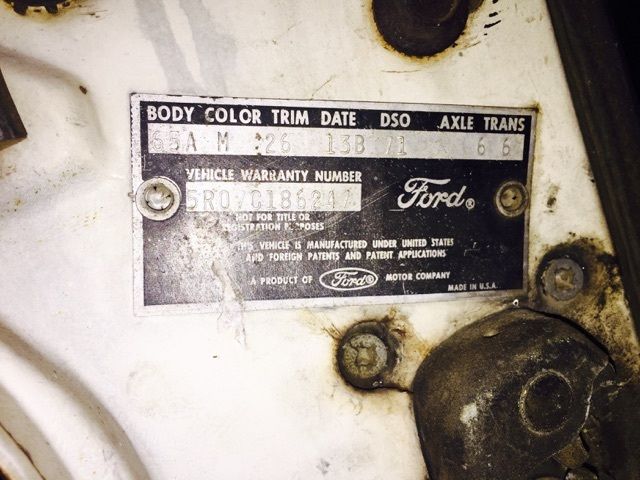 BODY COLOR TRIM DATE DSO AXLE TRANS
65A M 26 13B 71 6 6
VEHICLE WARRANTY NUMBER
5R07C186247
Ford®
NOT FOR TITLE OR
REGISTRATION PURPOSES
THIS VEHICLE IS MANUFACTURED UNDER UNITED STATES
AND FOREIGN PATENTS AND PATENT APPLICATIONS
A PRODUCT OF Ford® MOTOR COMPANY
MADE IN U.S.A.